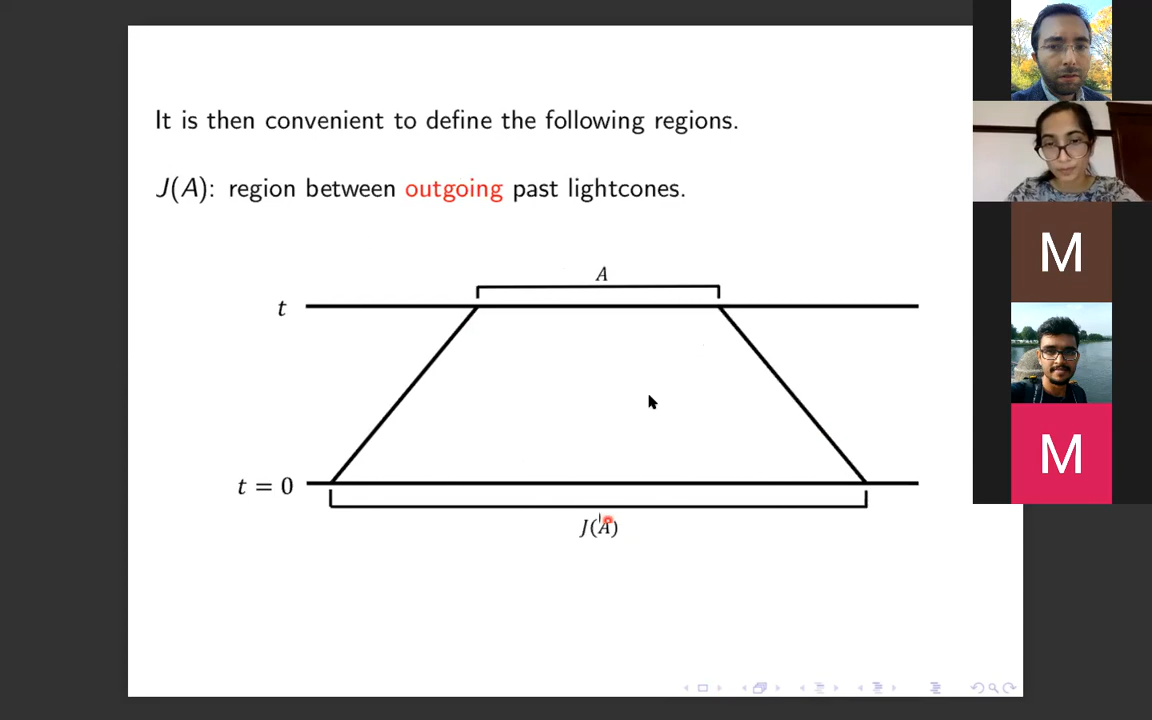 It is then convenient to define the following regions.
J(A): region between outgoing past lightcones.
A
t
t = 0
J(A)
M
M